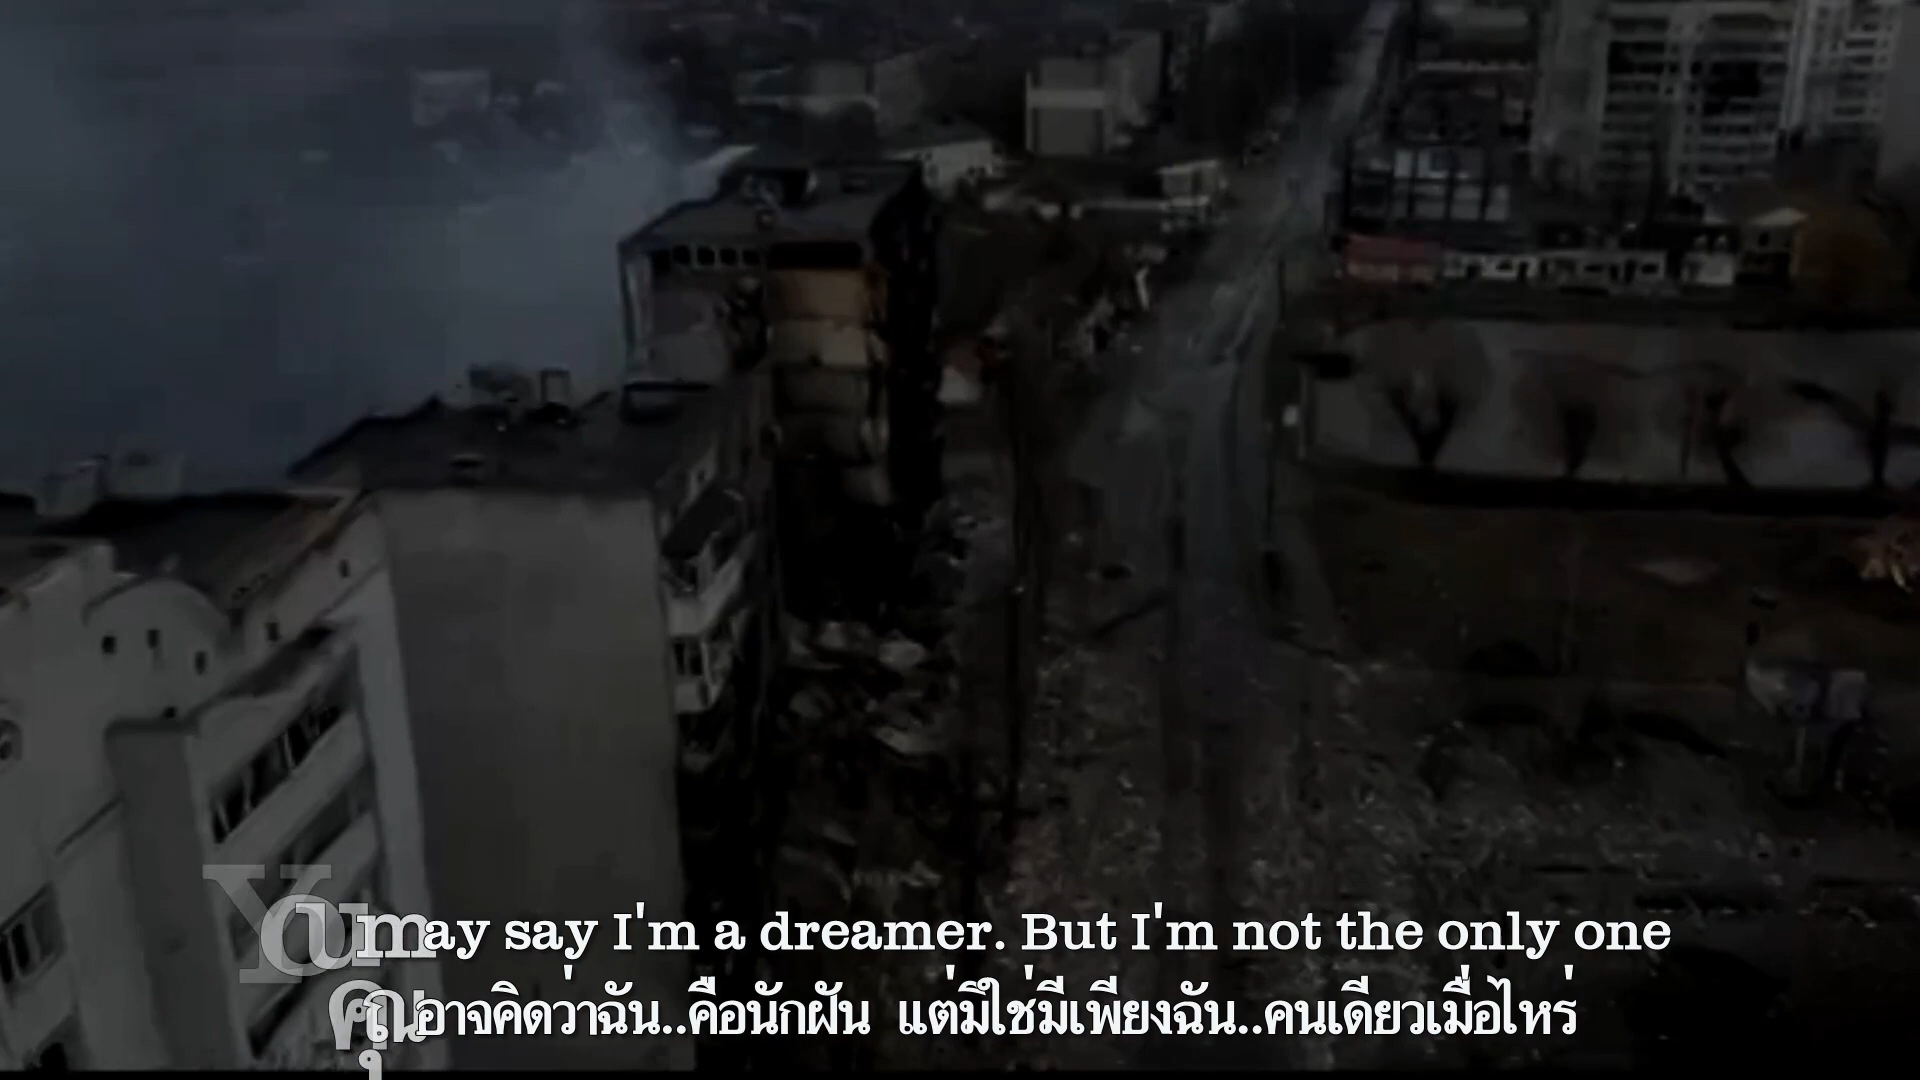 You may say I'm a dreamer. But I'm not the only one
คุณอาจคิดว่าฉัน..คือนักฝัน แต่มิใช่มีเพียงฉัน..คนเดียวเมื่อไหร่